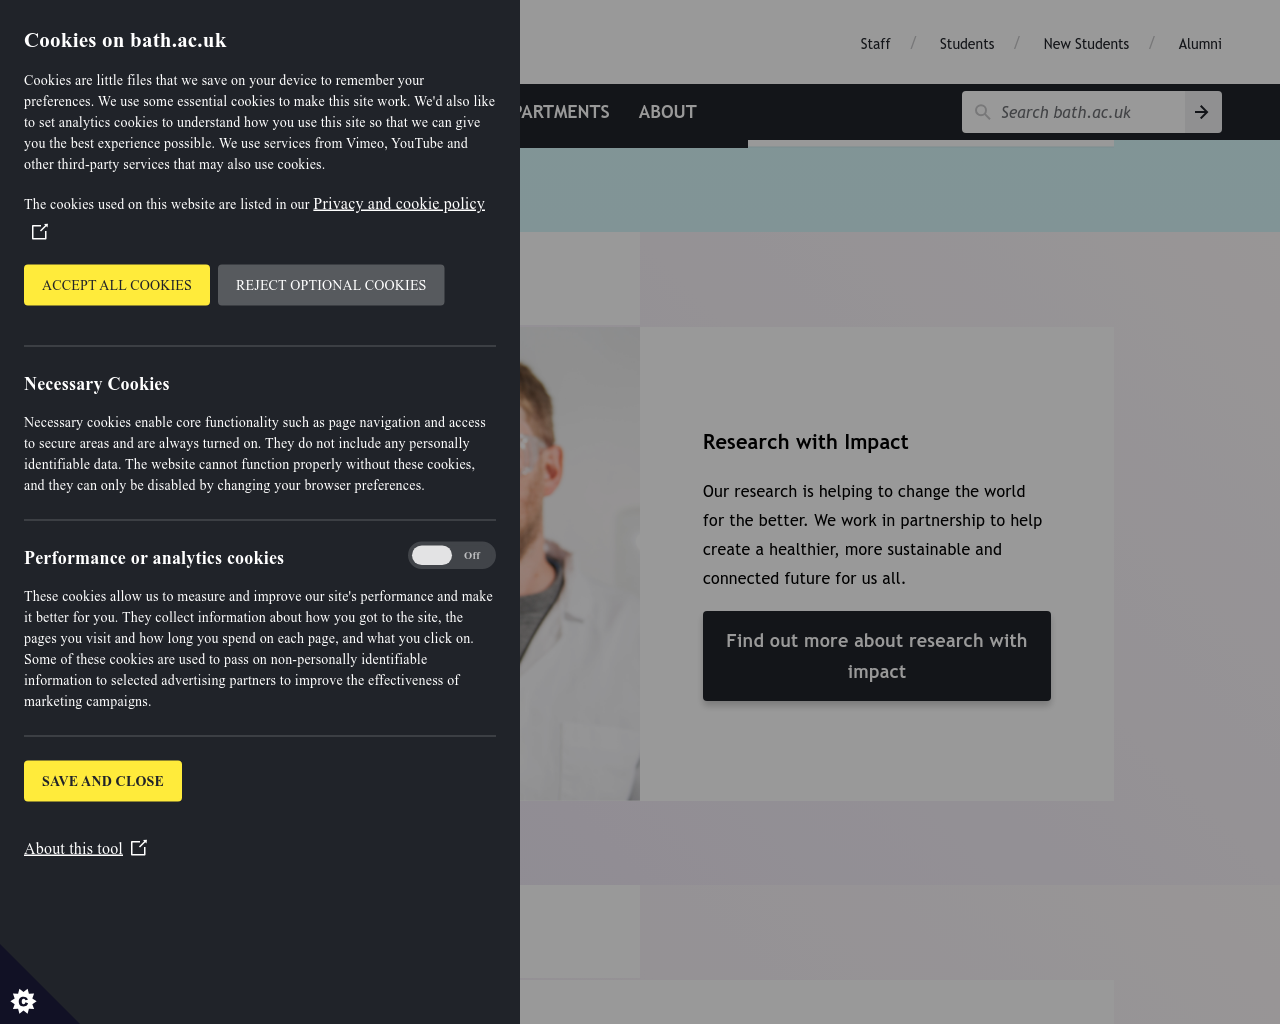 Cookies on bath.ac.uk
Cookies are little files that we save on your device to remember your
preferences. We use some essential cookies to make this site work. We'd also like
to set analytics cookies to understand how you use this site so that we can give
you the best experience possible. We use services from Vimeo, YouTube and
other third-party services that may also use cookies.
The cookies used on this website are listed in our Privacy and cookie policy
ACCEPT ALL COOKIES
REJECT OPTIONAL COOKIES
Necessary Cookies
Necessary cookies enable core functionality such as page navigation and access
to secure areas and are always turned on. They do not include any personally
identifiable data. The website cannot function properly without these cookies,
and they can only be disabled by changing your browser preferences.
Performance or analytics cookies
Off
These cookies allow us to measure and improve our site's performance and make
it better for you. They collect information about how you got to the site, the
pages you visit and how long you spend on each page, and what you click on.
Some of these cookies are used to pass on non-personally identifiable
information to selected advertising partners to improve the effectiveness of
marketing campaigns.
SAVE AND CLOSE
About this tool
C
Staff / Students / New Students / Alumni
PARTMENTS ABOUT
Search bath.ac.uk
Research with Impact
Our research is helping to change the world
for the better. We work in partnership to help
create a healthier, more sustainable and
connected future for us all.
Find out more about research with
impact